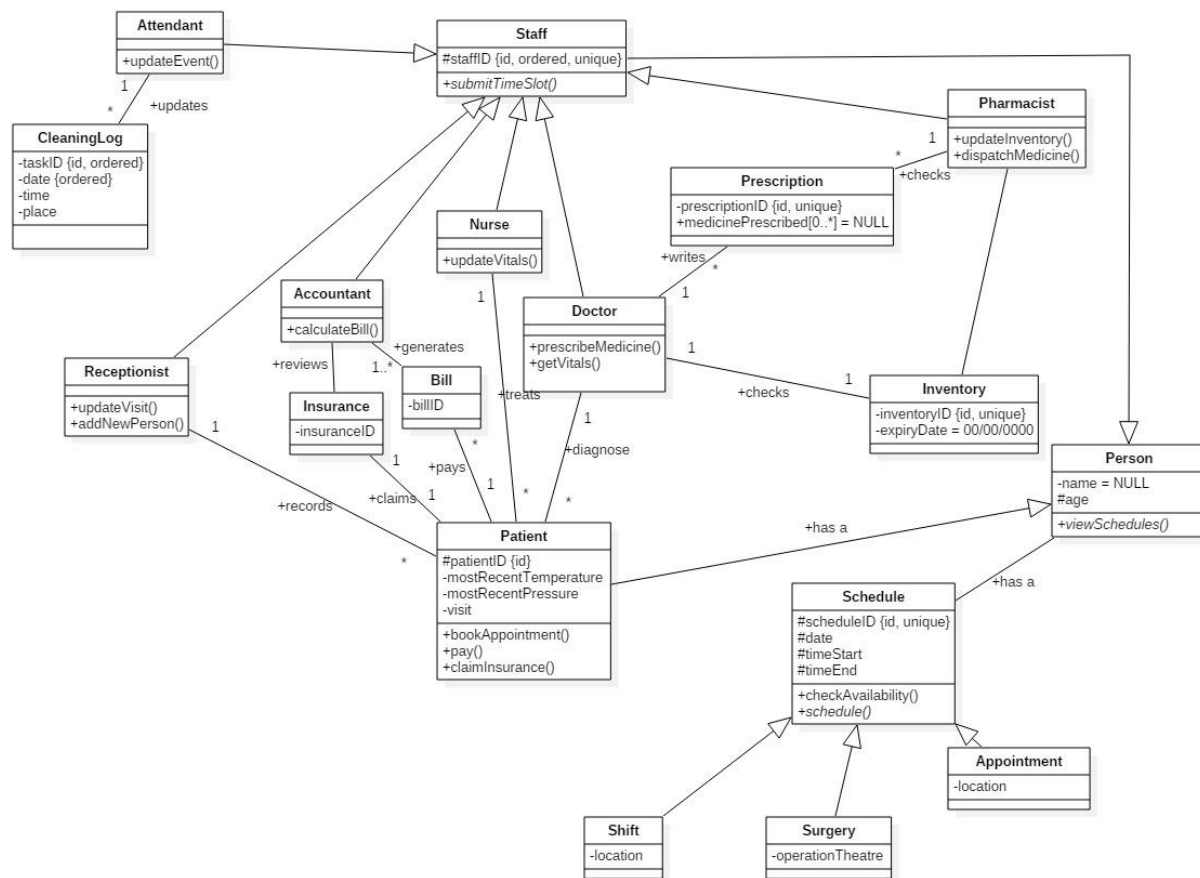 Attendant
+updateEvent()
1
*
+updates
CleaningLog
-taskID {id, ordered}
-date {ordered}
-time
-place
Staff
#staffID {id, ordered, unique}
+submitTimeSlot()
Pharmacist
+updateInventory()
+dispatchMedicine()
1
*
+checks
Prescription
-prescriptionID {id, unique}
+medicinePrescribed[0..*] = NULL
+writes
*
1
Nurse
+updateVitals()
1
Accountant
+calculateBill()
+reviews
+generates
1..*
Doctor
+prescribeMedicine()
+getVitals()
1
+checks
1
Receptionist
+updateVisit()
+addNewPerson()
1
Insurance
-insuranceID
1
Bill
-billID
*
+treats
1
+diagnose
Inventory
-inventoryID {id, unique}
-expiryDate = 00/00/0000
Person
-name = NULL
#age
+viewSchedules()
+pays
+claims
1
1
*
*
+records
*
Patient
#patientID {id}
-mostRecentTemperature
-mostRecentPressure
-visit
+bookAppointment()
+pay()
+claimInsurance()
+has a
+has a
Schedule
#scheduleID {id, unique}
#date
#timeStart
#timeEnd
+checkAvailability()
+schedule()
Appointment
-location
Shift
-location
Surgery
-operationTheatre